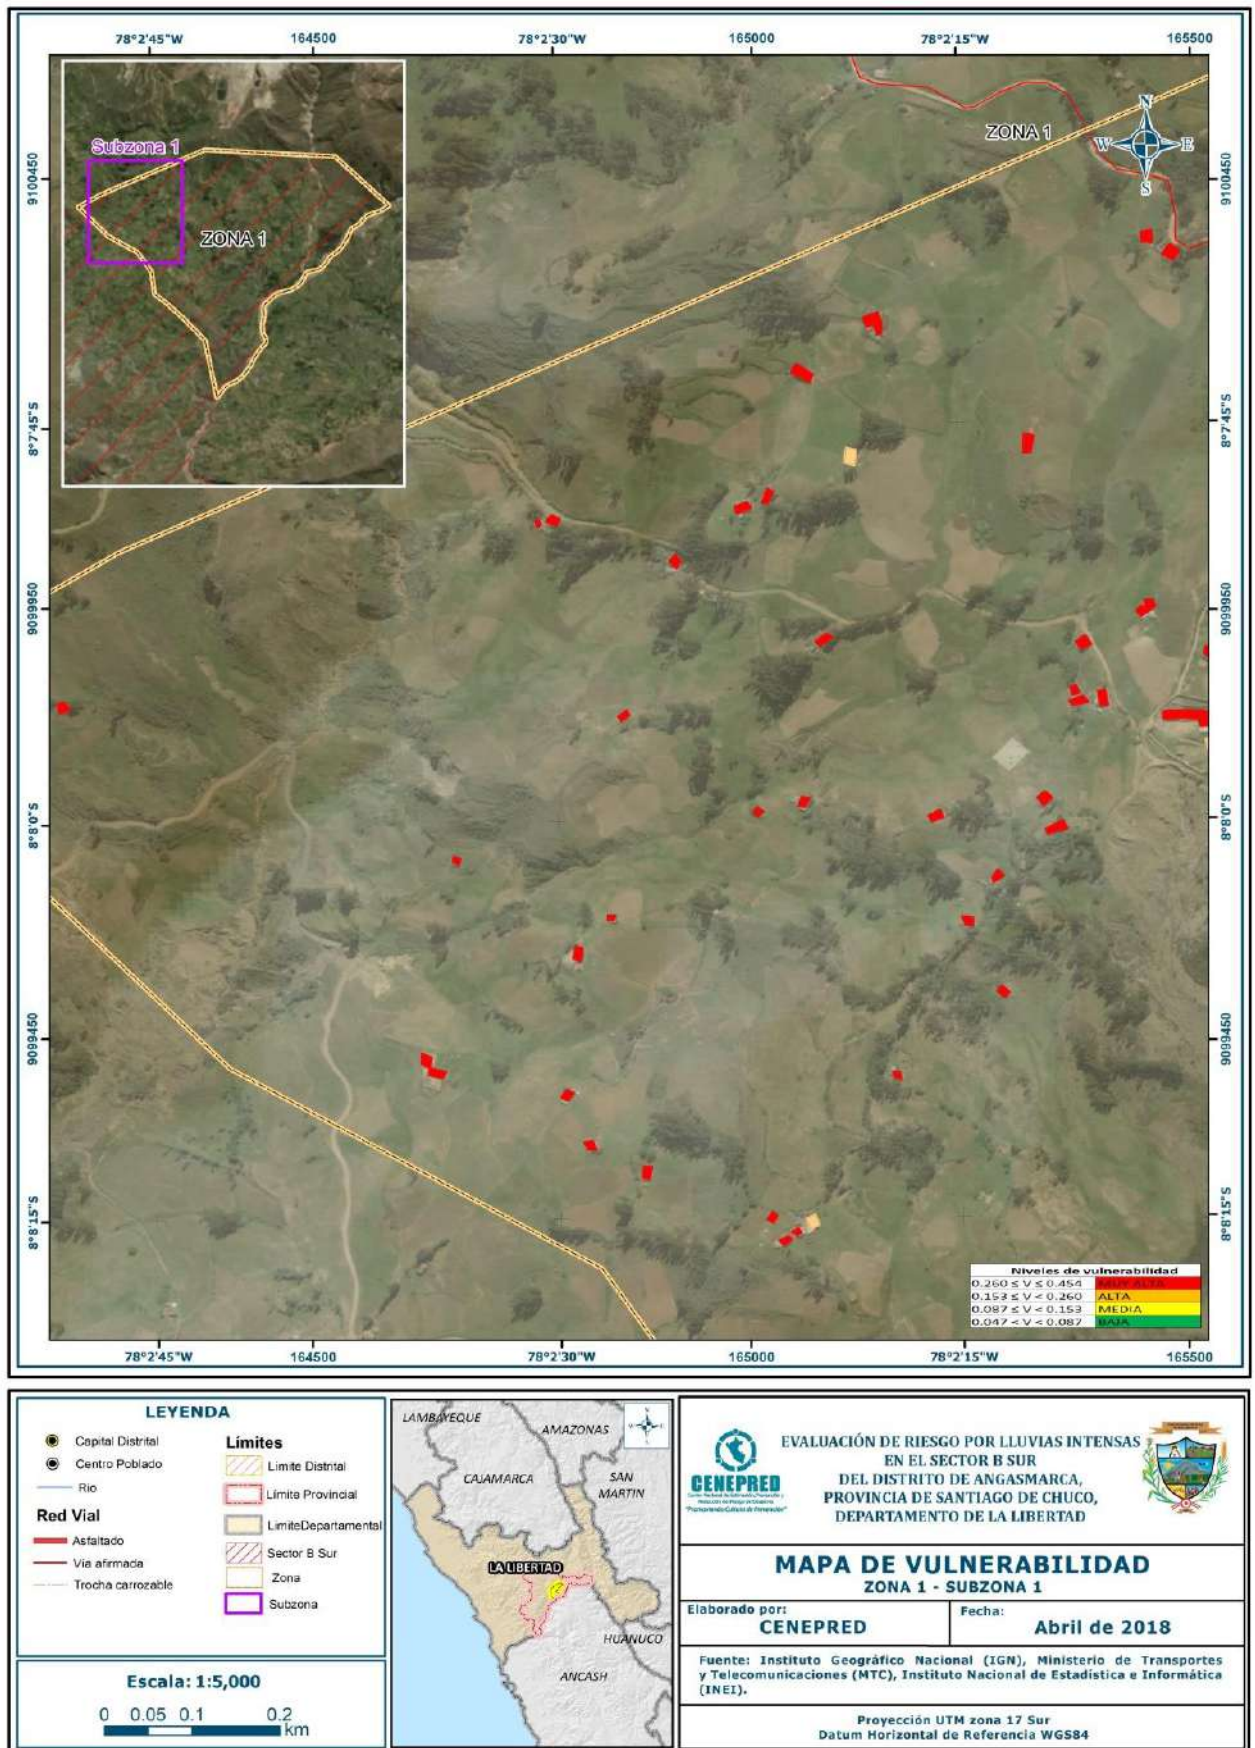 78°2'45"W 164500 78°2'30"W 165000 78°2'15"W 165500
9100450 8°7'45"S 9099950 8°8'0"S 9099450 8°8'15"S
Subzona 1
ZONA 1
ZONA 1
N
W E
S
9100450 8°7'45"S 9099950 8°8'0"S 9099450 8°8'15"S
Niveles de vulnerabilidad
0.260 ≤ V ≤ 0.454 MUY ALTA
0.153 ≤ V < 0.260 ALTA
0.087 ≤ V < 0.153 MEDIA
0.047 < V < 0.087 BAJA
78°2'45"W 164500 78°2'30"W 165000 78°2'15"W 165500
LEYENDA
Capital Distrital
Centro Poblado
Rio
Red Vial
Asfaltado
Via afirmada
Trocha carrozable
Límites
Limite Distrital
Límite Provincial
LimiteDepartamental
Sector B Sur
Zona
Subzona
Escala: 1:5,000
0 0.05 0.1 0.2
km
LAMBAYEQUE
AMAZONAS
CAJAMARCA
SAN
MARTIN
LA LIBERTAD
HUANUCO
ANCASH
CENEPRED
EVALUACIÓN DE RIESGO POR LLUVIAS INTENSAS
EN EL SECTOR B SUR
DEL DISTRITO DE ANGASMARCA,
PROVINCIA DE SANTIAGO DE CHUCO,
DEPARTAMENTO DE LA LIBERTAD
MAPA DE VULNERABILIDAD
ZONA 1 - SUBZONA 1
Elaborado por:
CENEPRED
Fecha:
Abril de 2018
Fuente: Instituto Geográfico Nacional (IGN), Ministerio de Transportes
y Telecomunicaciones (MTC), Instituto Nacional de Estadística e Informática
(INEI).
Proyección UTM zona 17 Sur
Datum Horizontal de Referencia WGS84